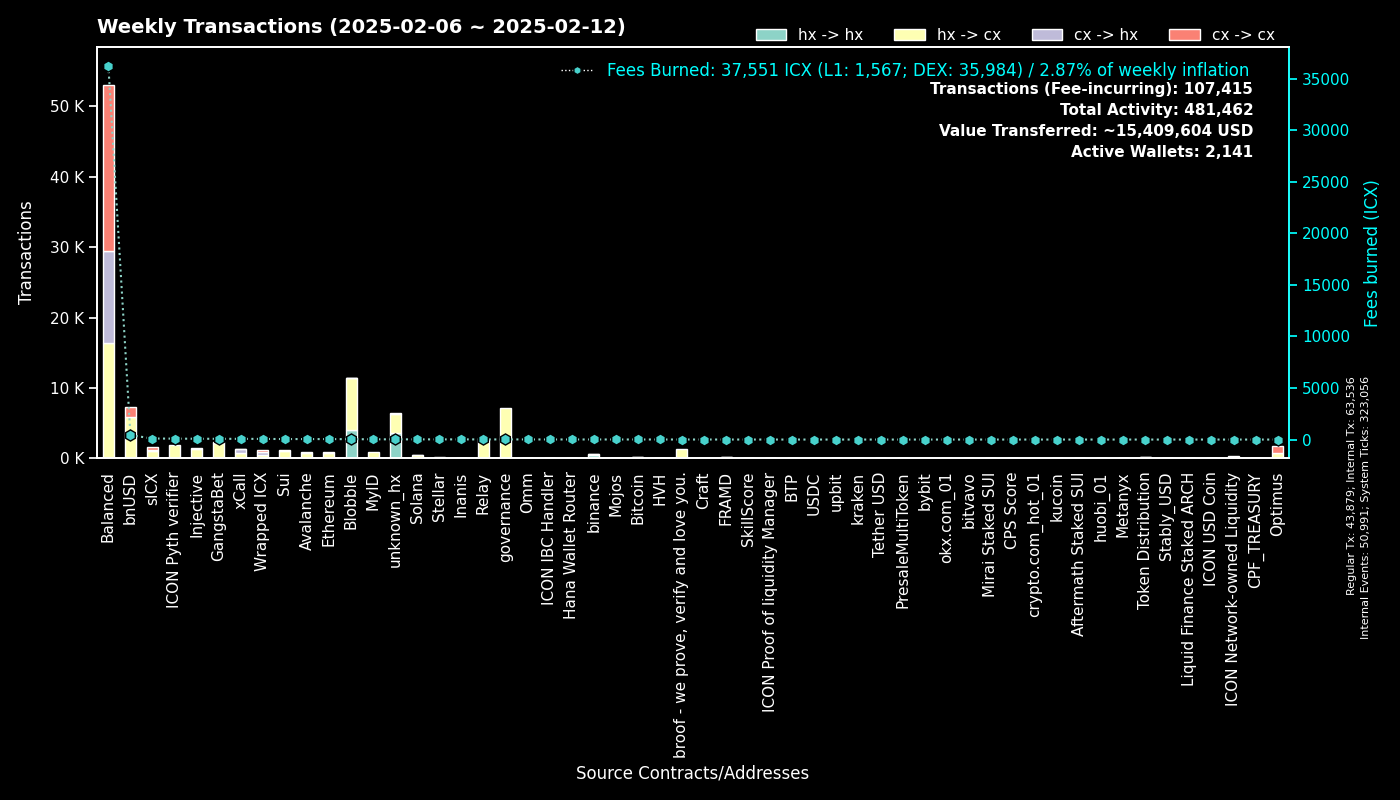 Weekly Transactions (2025-02-06 ~ 2025-02-12)
hx -> hx
hx -> cx
cx -> hx
cx -> cx
Fees Burned: 37,551 ICX (L1: 1,567; DEX: 35,984) / 2.87% of weekly inflation
Transactions (Fee-incurring): 107,415
Total Activity: 481,462
Value Transferred: ~15,409,604 USD
Active Wallets: 2,141
Transactions
50 K
40 K
30 K
20 K
10 K
0 K
35000
30000
25000
20000
15000
10000
5000
0
Fees burned (ICX)
Regular Tx: 43,879; Internal Tx: 63,536
Internal Events: 50,991; System Ticks: 323,056
Balanced
bnUSD
sICX
ICON Pyth verifier
Injective
GangstaBet
xCall
Wrapped ICX
Sui
Avalanche
Ethereum
Blobble
MyID
unknown_hx
Solana
Stellar
Inanis
Relay
governance
Omm
ICON IBC Handler
Hana Wallet Router
binance
Mojos
Bitcoin
HVH
broof - we prove, verify and love you.
Craft
FRAMD
SkillScore
ICON Proof of liquidity Manager
BTP
USDC
upbit
kraken
Tether USD
PresaleMultiToken
bybit
okx.com_01
bitvavo
Mirai Staked SUI
CPS Score
crypto.com_hot_01
kucoin
Aftermath Staked SUI
huobi_01
Metanyx
Token Distribution
Stably_USD
Liquid Finance Staked ARCH
ICON USD Coin
ICON Network-owned Liquidity
CPF_TREASURY
Optimus
Source Contracts/Addresses